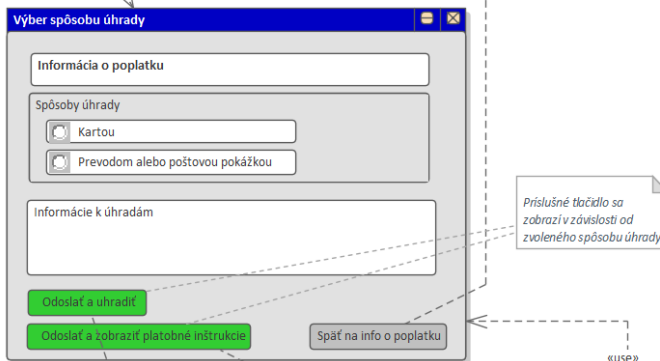 Výber spôsobu úhrady
Informácia o poplatku
Spôsoby úhrady
Kartou
Prevodom alebo poštovou pokážkou
Informácie k úhradám
Príslušné tlačidlo sa
zobrazí v závislosti od
zvoleného spôsobu úhrady
Odoslať a uhradiť
Odoslať a zobraziť platobné inštrukcie
Späť na info o poplatku
«use»